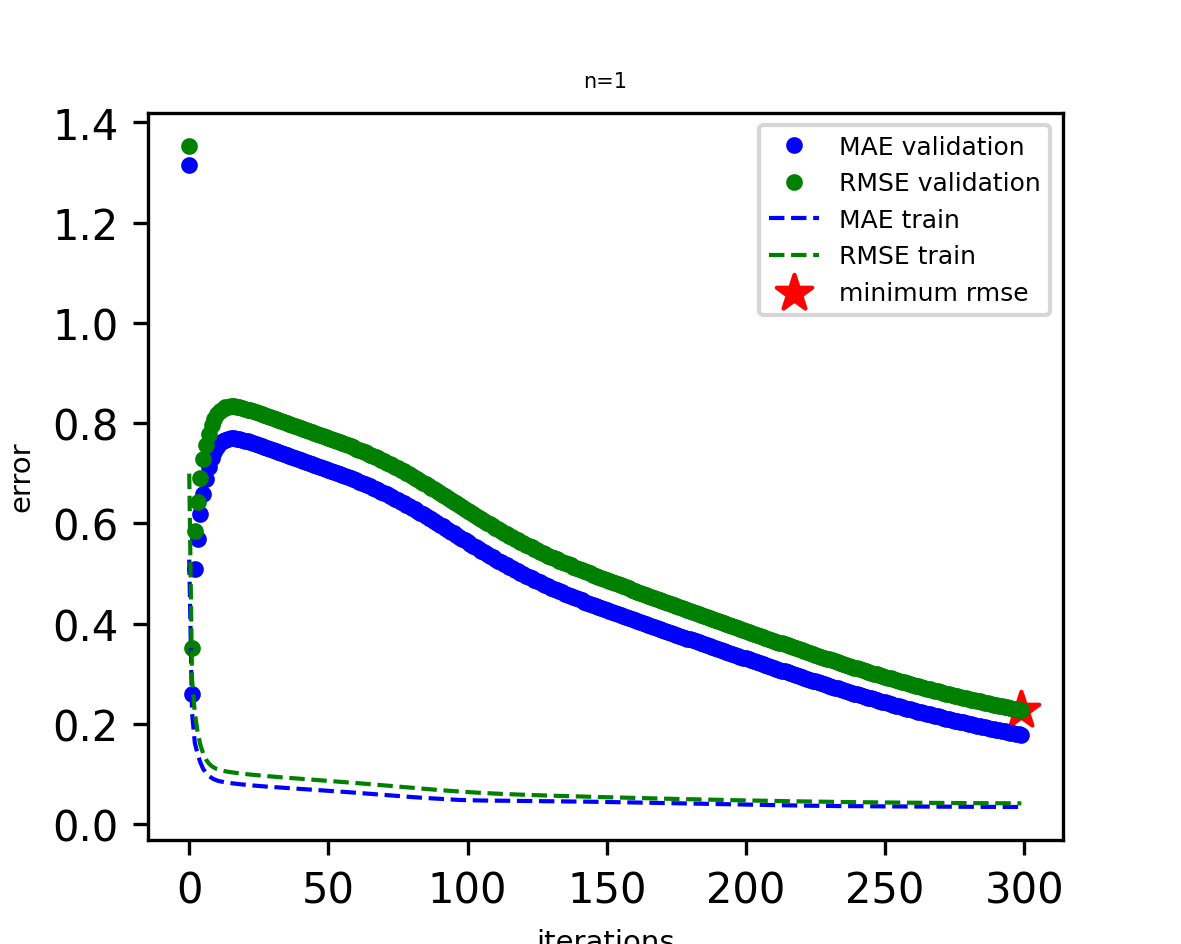 n=1
1.4
1.2
1.0
0.8
0.6
0.4
0.2
0.0
error
MAE validation
RMSE validation
MAE train
RMSE train
minimum rmse
0 50 100 150 200 250 300
iterations